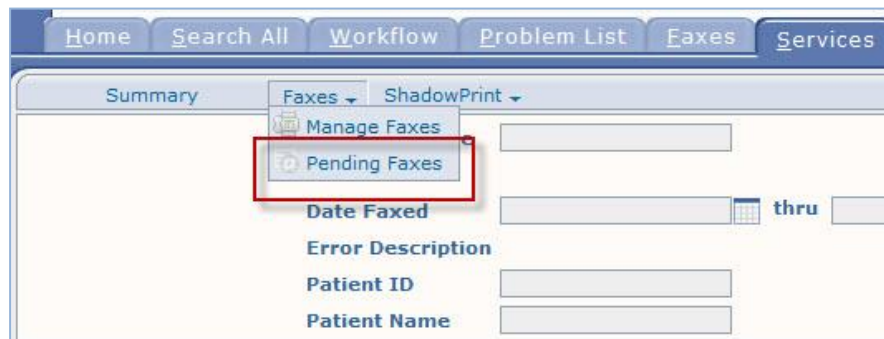 Home Search All Workflow Problem List Faxes Services
Summary Faxes ShadowPrint
Manage Faxes
Pending Faxes
Date Faxed thru
Error Description
Patient ID
Patient Name